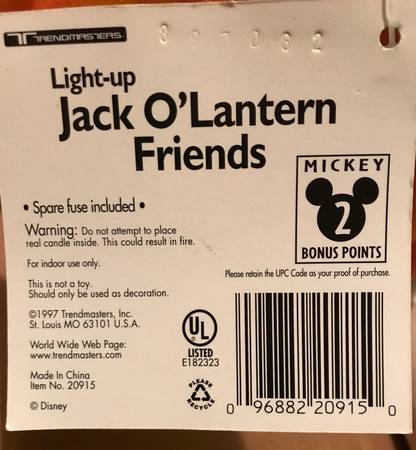 TRENDMASTERS
Light-up
Jack O'Lantern
Friends
MICKEY
2
BONUS POINTS
• Spare fuse included •
Warning: Do not attempt to place
real candle inside. This could result in fire.
Please retain the UPC Code as your proof of purchase.
For indoor use only.
This is not a toy.
Should only be used as decoration.
©1997 Trendmasters, Inc.
St. Louis MO 63101 U.S.A.
World Wide Web Page:
www.trendmasters.com
Made In China
Item No. 20915
© Disney
UL
LISTED
E182323
PLEASE
RECYCLE
0 96882 20915 0